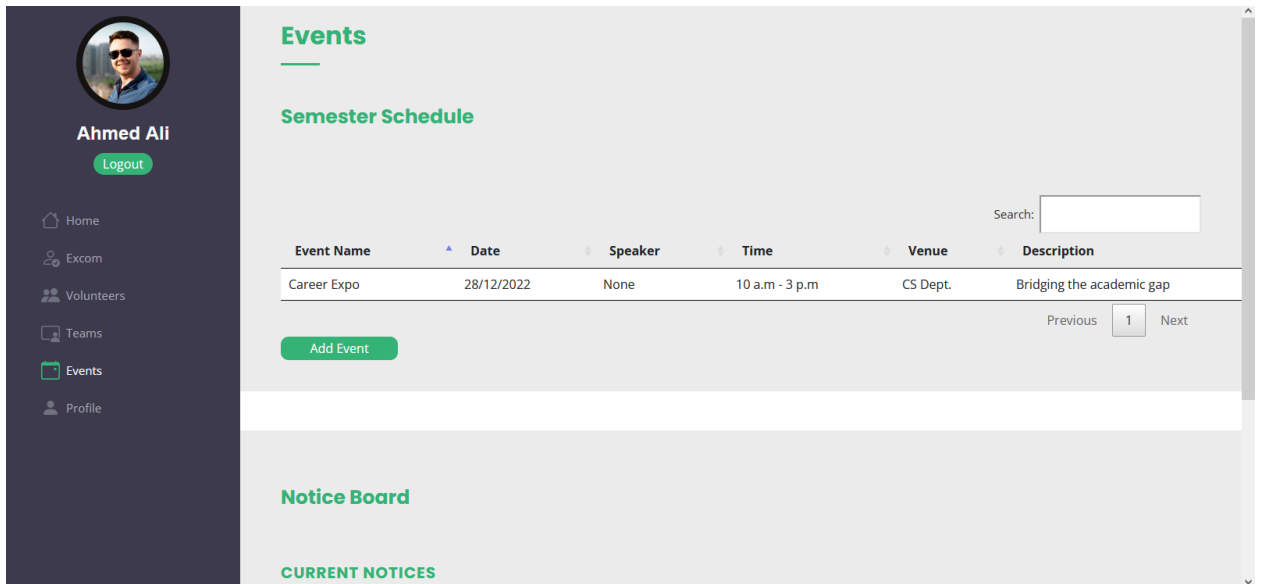 Ahmed Ali
Logout
Home
Excom
Volunteers
Teams
Events
Profile
Events
Semester Schedule
Search:
Event Name Date Speaker Time Venue Description
Career Expo 28/12/2022 None 10 a.m - 3 p.m CS Dept. Bridging the academic gap
Previous 1 Next
Add Event
Notice Board
CURRENT NOTICES